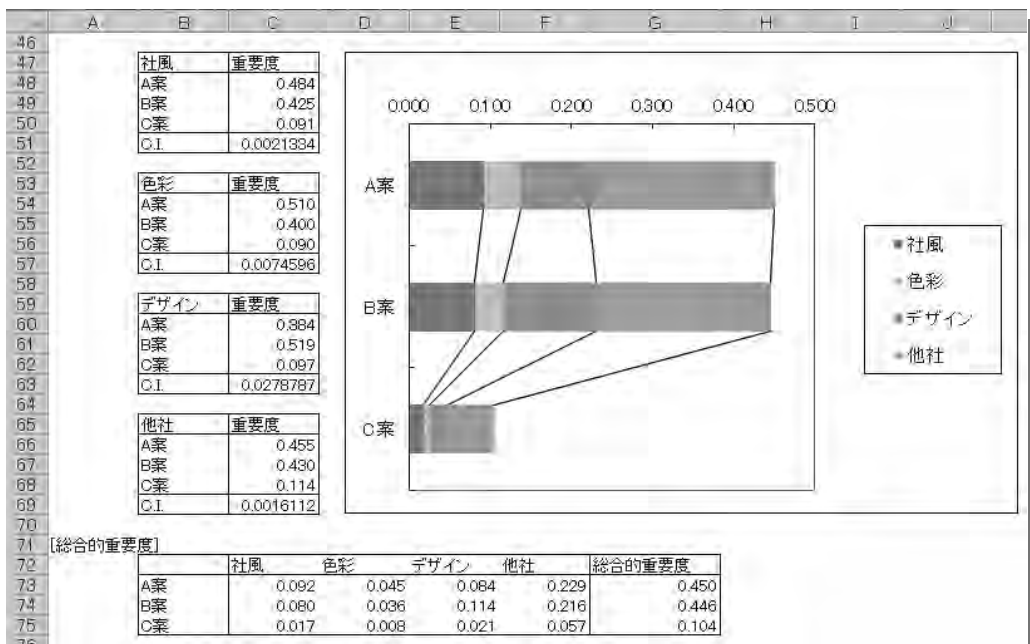 A B C D E F G H I J
46
47 社風 重要度
48 A案 0.484
49 B案 0.425
50 C案 0.091
51 C.I. 0.0021334
52
53 色彩 重要度
54 A案 0.510
55 B案 0.400
56 C案 0.090
57 C.I. 0.0074596
58
59 デザイン 重要度
60 A案 0.384
61 B案 0.519
62 C案 0.097
63 C.I. 0.0278787
64
65 他社 重要度
66 A案 0.455
67 B案 0.430
68 C案 0.114
69 C.I. 0.0016112
70
0.000 0.100 0.200 0.300 0.400 0.500
A案
B案
C案
社風
色彩
デザイン
他社
71 [総合的重要度]
72 社風 色彩 デザイン 他社 総合的重要度
73 A案 0.092 0.045 0.084 0.229 0.450
74 B案 0.080 0.036 0.114 0.216 0.446
75 C案 0.017 0.008 0.021 0.057 0.104